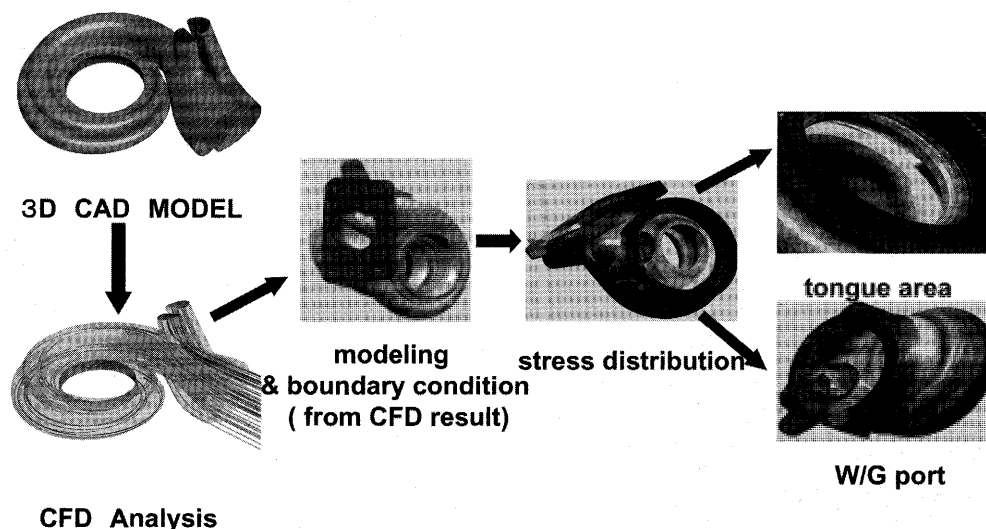 3D CAD MODEL
CFD Analysis
modeling
& boundary condition
( from CFD result)
stress distribution
tongue area
W/G port